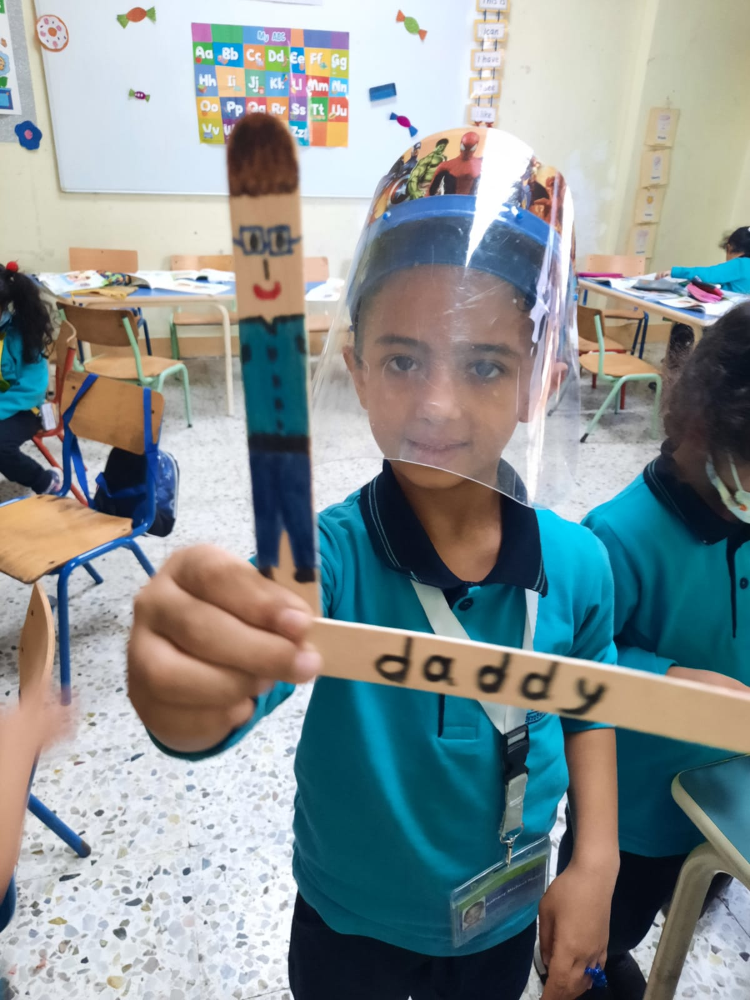 My ABC
Aa Bb Cc Dd Ee Ff Gg
Hh Ii Jj Kk Ll Mm Nn
Oo Pp Qq Rr Ss Tt Uu
Vv
Zz
This is
I can
I have
I see
I like
daddy